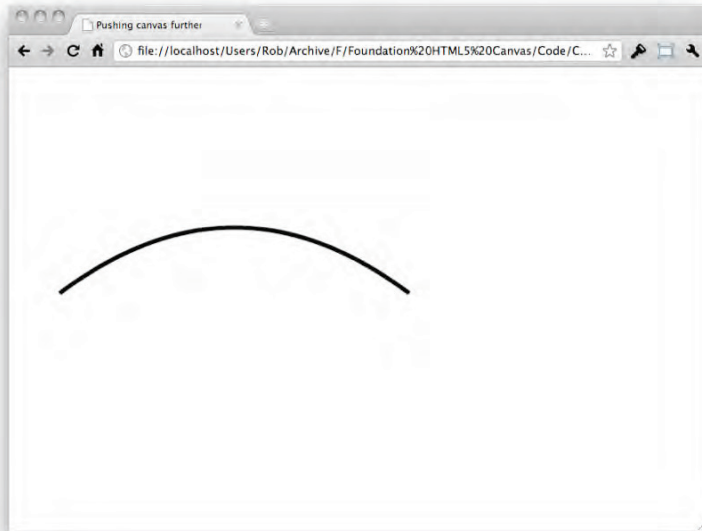 Pushing canvas further
file://localhost/Users/Rob/Archive/F/Foundation%20HTML5%20Canvas/Code/C...